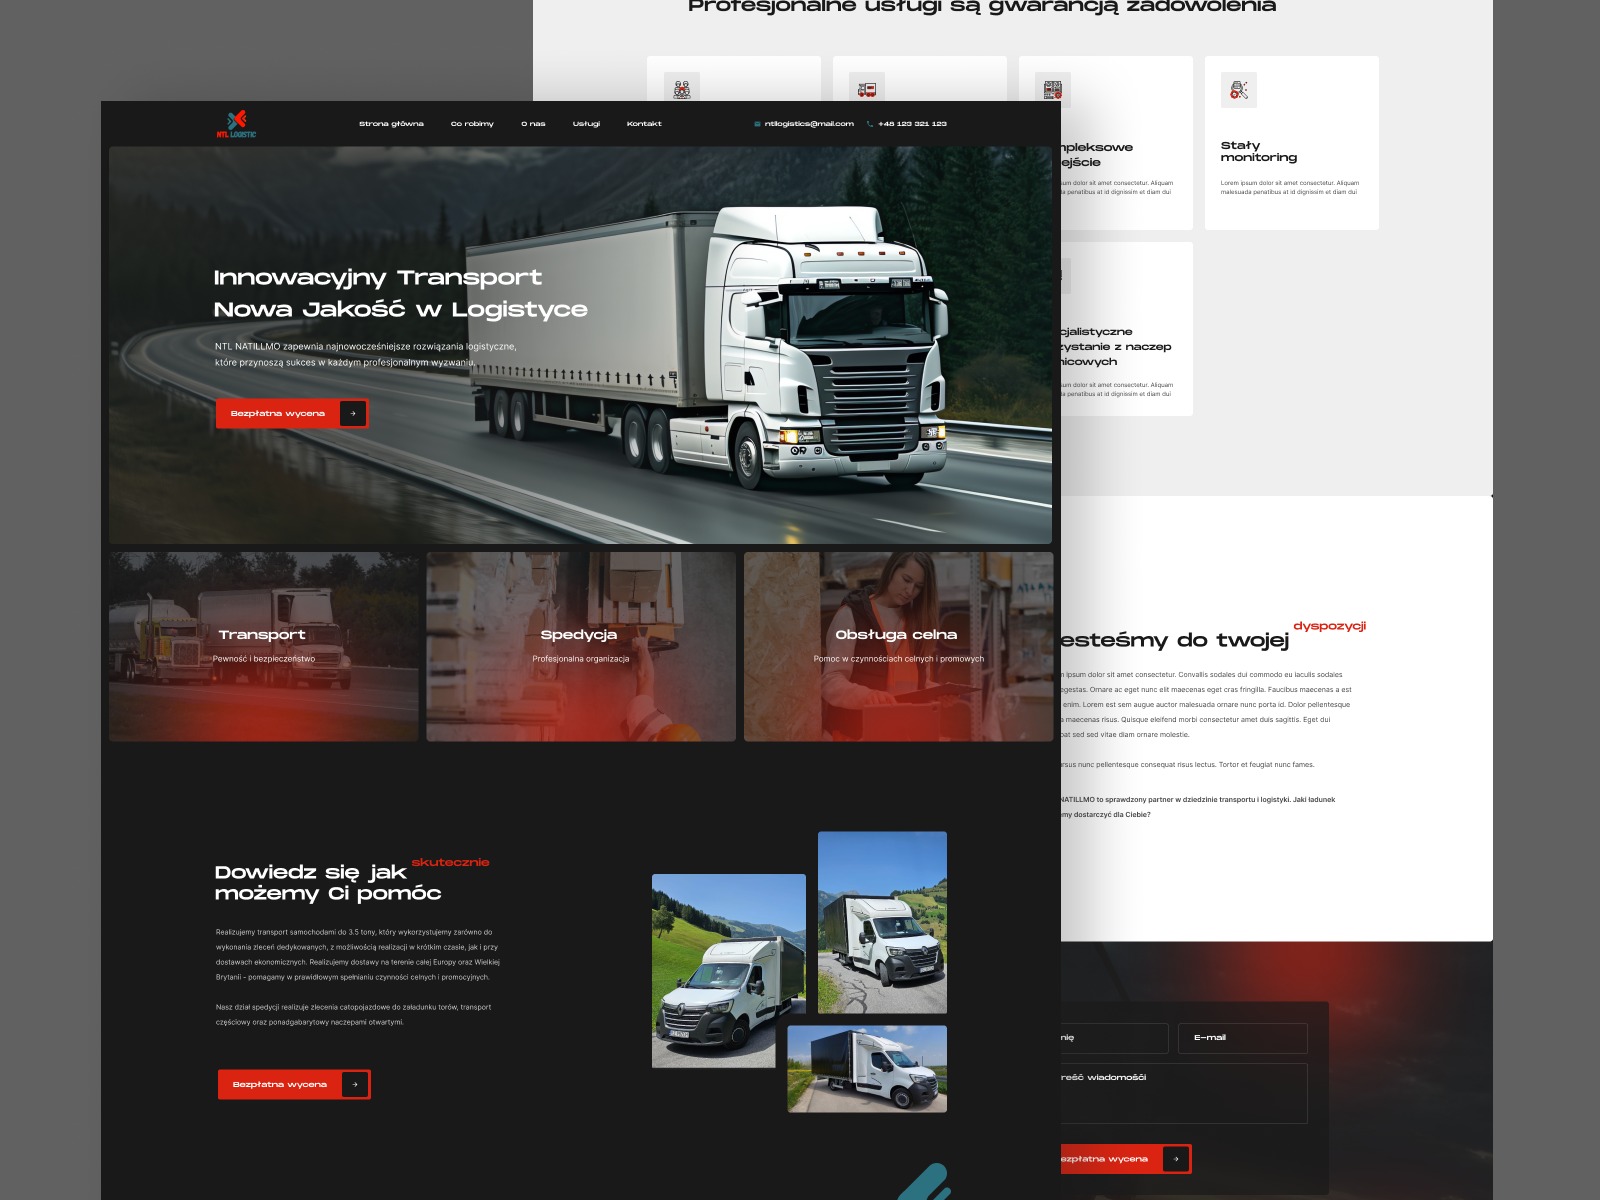 Profesjonalne usługi są gwarancją zadowolenia
NTL LOGISTIC
Strona główna
Co robimy
O nas
Usługi
Kontakt
ntllogistics@mail.com
+48 123 321 123
Innowacyjny Transport
Nowa Jakość w Logistyce
NTL NATILLMO zapewnia najnowocześniejsze rozwiązania logistyczne,
które przynoszą sukces w każdym profesjonalnym wyzwaniu.
Bezpłatna wycena
Transport
Pewność i bezpieczeństwo
Spedycja
Profesjonalna organizacja
Obsługa celna
Pomoc w czynnościach celnych i promowych
Dowiedz się jak skutecznie
możemy Ci pomóc
Realizujemy transport samochodami do 3.5 tony, który wykorzystujemy zarówno do
wykonania zleceń dedykowanych, z możliwością realizacji w krótkim czasie, jak i przy
dostawach ekonomicznych. Realizujemy dostawy na terenie całej Europy oraz Wielkiej
Brytanii – pomagamy w prawidłowym spełnianiu czynności celnych i promocyjnych.
Nasz dział spedycji realizuje zlecenia catopojazdowe do załadunku torów, transport
częściowy oraz ponadgabarytowy naczepami otwartymi.
Bezpłatna wycena
mpleksowe
ejście
sum dolor sit amet consectetur. Aliquam
a penatibus at id dignissim et diam dui
Stały
monitoring
Lorem ipsum dolor sit amet consectetur. Aliquam
malesuada penatibus at id dignissim et diam dui
cjalistyczne
zystanie z naczep
nicowych
sum dolor sit amet consectetur. Aliquam
a penatibus at id dignissim et diam dui
esteśmy do twojej dyspozycji
ipsum dolor sit amet consectetur. Convallis sodales dui commodo eu iaculis sodales
egestas. Ornare ac eget nunc elit maecenas eget cras fringilla. Faucibus maecenas a est
enim. Lorem est sem augue auctor malesuada ornare nunc porta id. Dolor pellentesque
a maecenas risus. Quisque eleifend morbi consectetur amet duis sagittis. Eget dui
pat sed sed vitae diam ornare molestie.
ursus nunc pellentesque consequat risus lectus. Tortor et feugiat nunc fames.
NATILLMO to sprawdzony partner w dziedzinie transportu i logistyki. Jaki ładunek
emy dostarczyć dla Ciebie?
mię
E-mail
reść wiadomośći
ezpłatna wycena